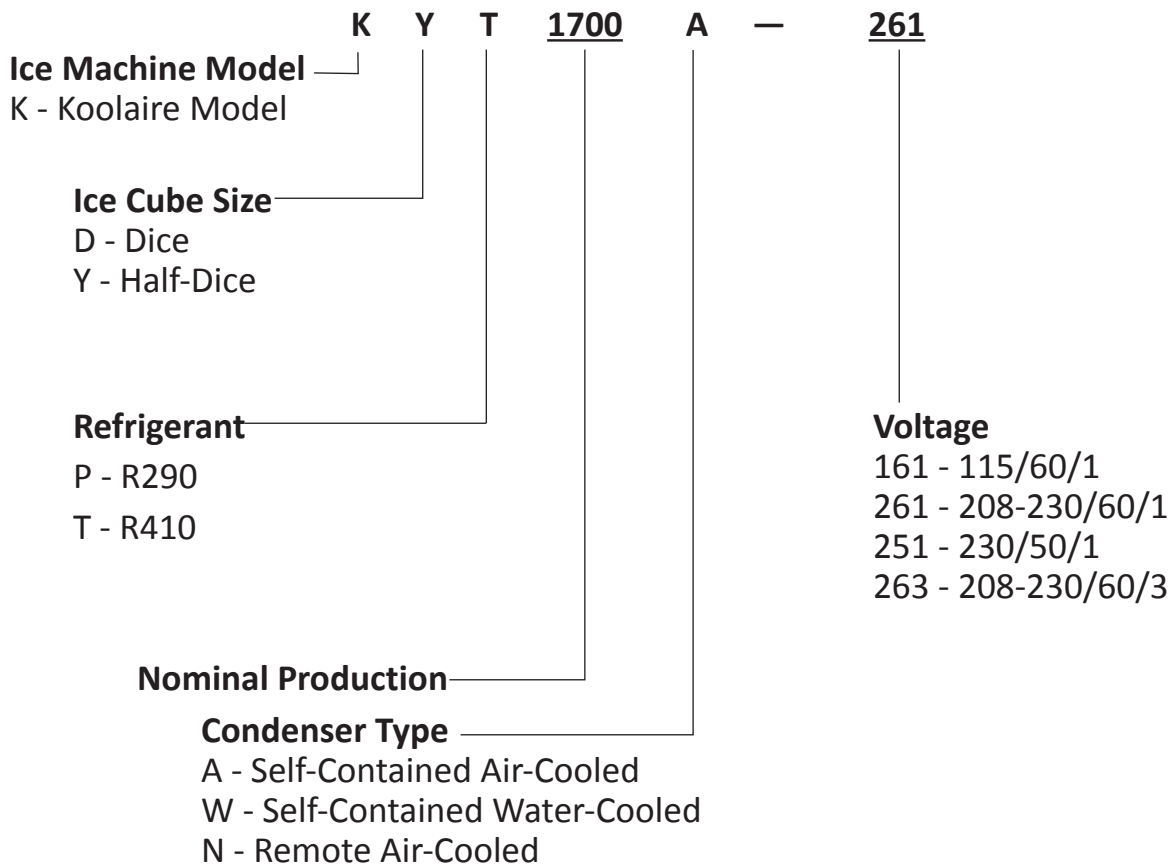 K Y T 1700 A — 261
Ice Machine Model
K - Koolaire Model
Ice Cube Size
D - Dice
Y - Half-Dice
Refrigerant
P - R290
T - R410
Voltage
161 - 115/60/1
261 - 208-230/60/1
251 - 230/50/1
263 - 208-230/60/3
Nominal Production
Condenser Type
A - Self-Contained Air-Cooled
W - Self-Contained Water-Cooled
N - Remote Air-Cooled